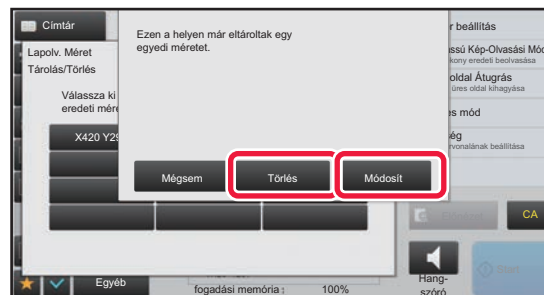 Címtár
Lapolv. Méret
Tárolás/Törlés
Válassza ki
eredeti mére
X420 Y29
Ezen a helyen már eltároltak egy
egyedi méretet.
Mégsem
Törlés
Módosít
r beállítás
ssú Kép-Olvasási Mód
kony eredeti beolvasása
oldal Átugrás
üres oldal kihagyása
es mód
ég
rvonalának beállítása
CA
Start
Hang-
szóró
Egyéb
fogadási memória : 100%